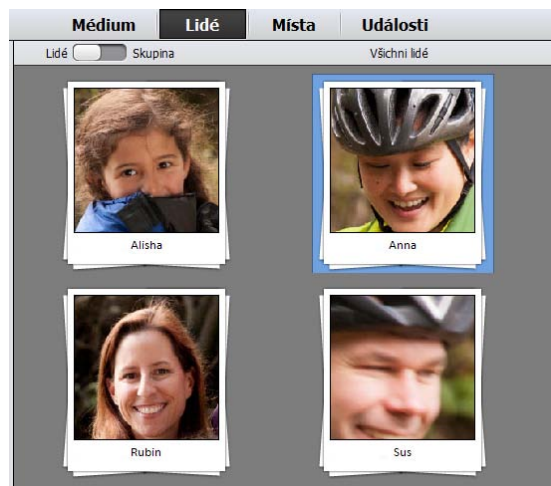 Médium Lidé Místa Události
Lidé Skupina Všichni lidé
Alisha Anna
Rubin Sus